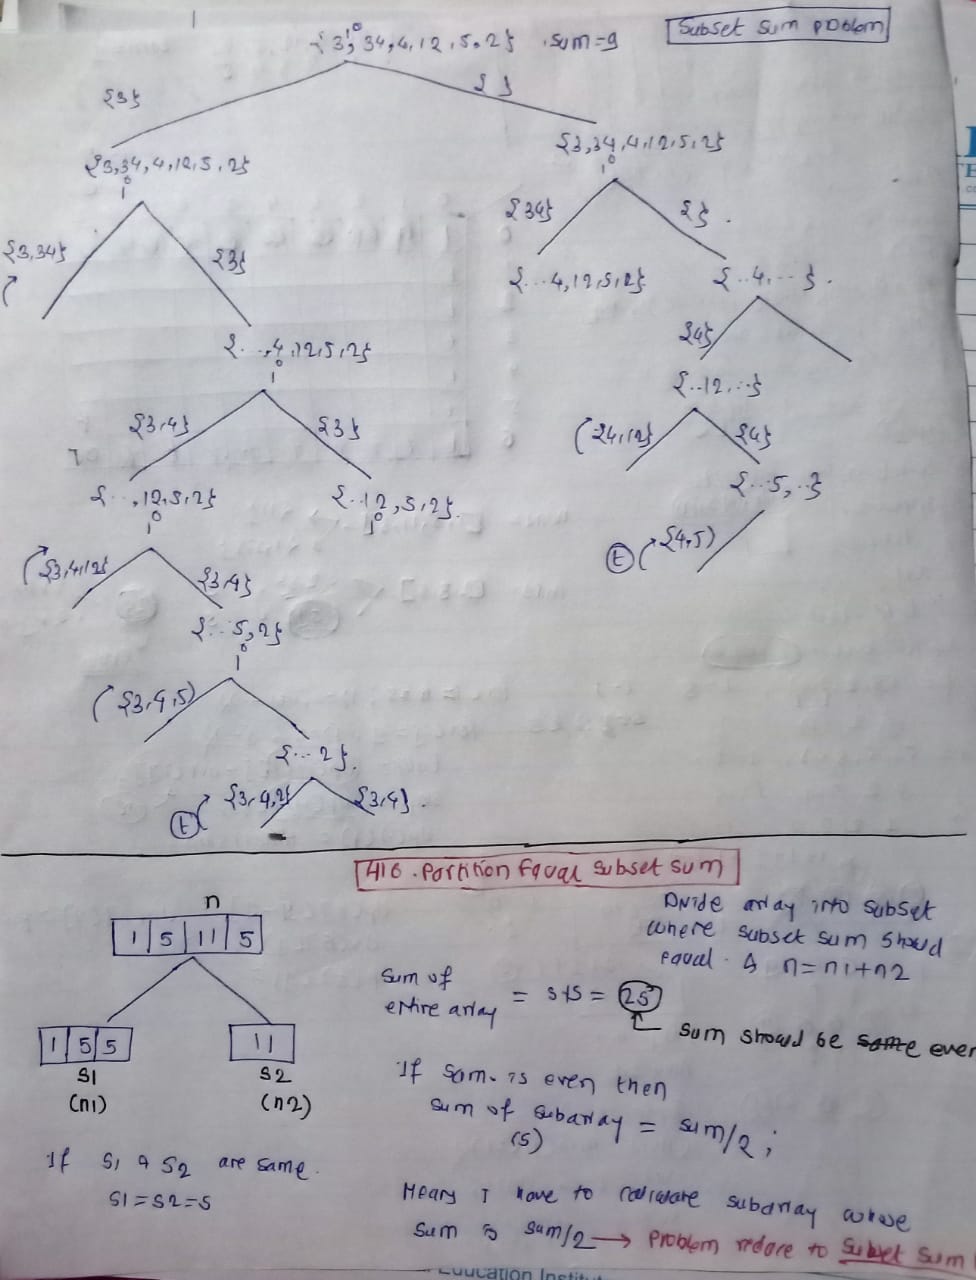 Subset Sum problem
{3, 34, 4, 12, 5, 2} sum=9
i
{3}
{ }
{3,34,4,12,5,2}
i
{3,34,4,12,5,2}
i
{3,34}
{3}
{34}
{ }
{...4,12,5,2}
{..4,...}
{...,4,12,5,2}
i
{4}
{..12,..}
{3,4}
{3}
{4,12}
{4}
{...,12,5,2}
i
{..12,5,2}
i
{..5,..}
{3,4,12}
{3,4}
{4,5}
t
{...5,2}
i
{3,4,5}
{...2}
{3,4,2}
{3,4}
t
416. Partition Equal Subset Sum
n
1 5 11 5
Divide array into subset
where subset sum should
equal & n=n1+n2
sum of
entire array = s+s = 2s
sum should be same even
1 5 5
11
S1
S2
(n1)
(n2)
If sum is even then
sum of subarray = sum/2;
(s)
If S1 & S2 are same.
S1=S2=S
Means I have to calculate subarray whose
sum is sum/2 → problem reduce to Subset Sum
Education Instit